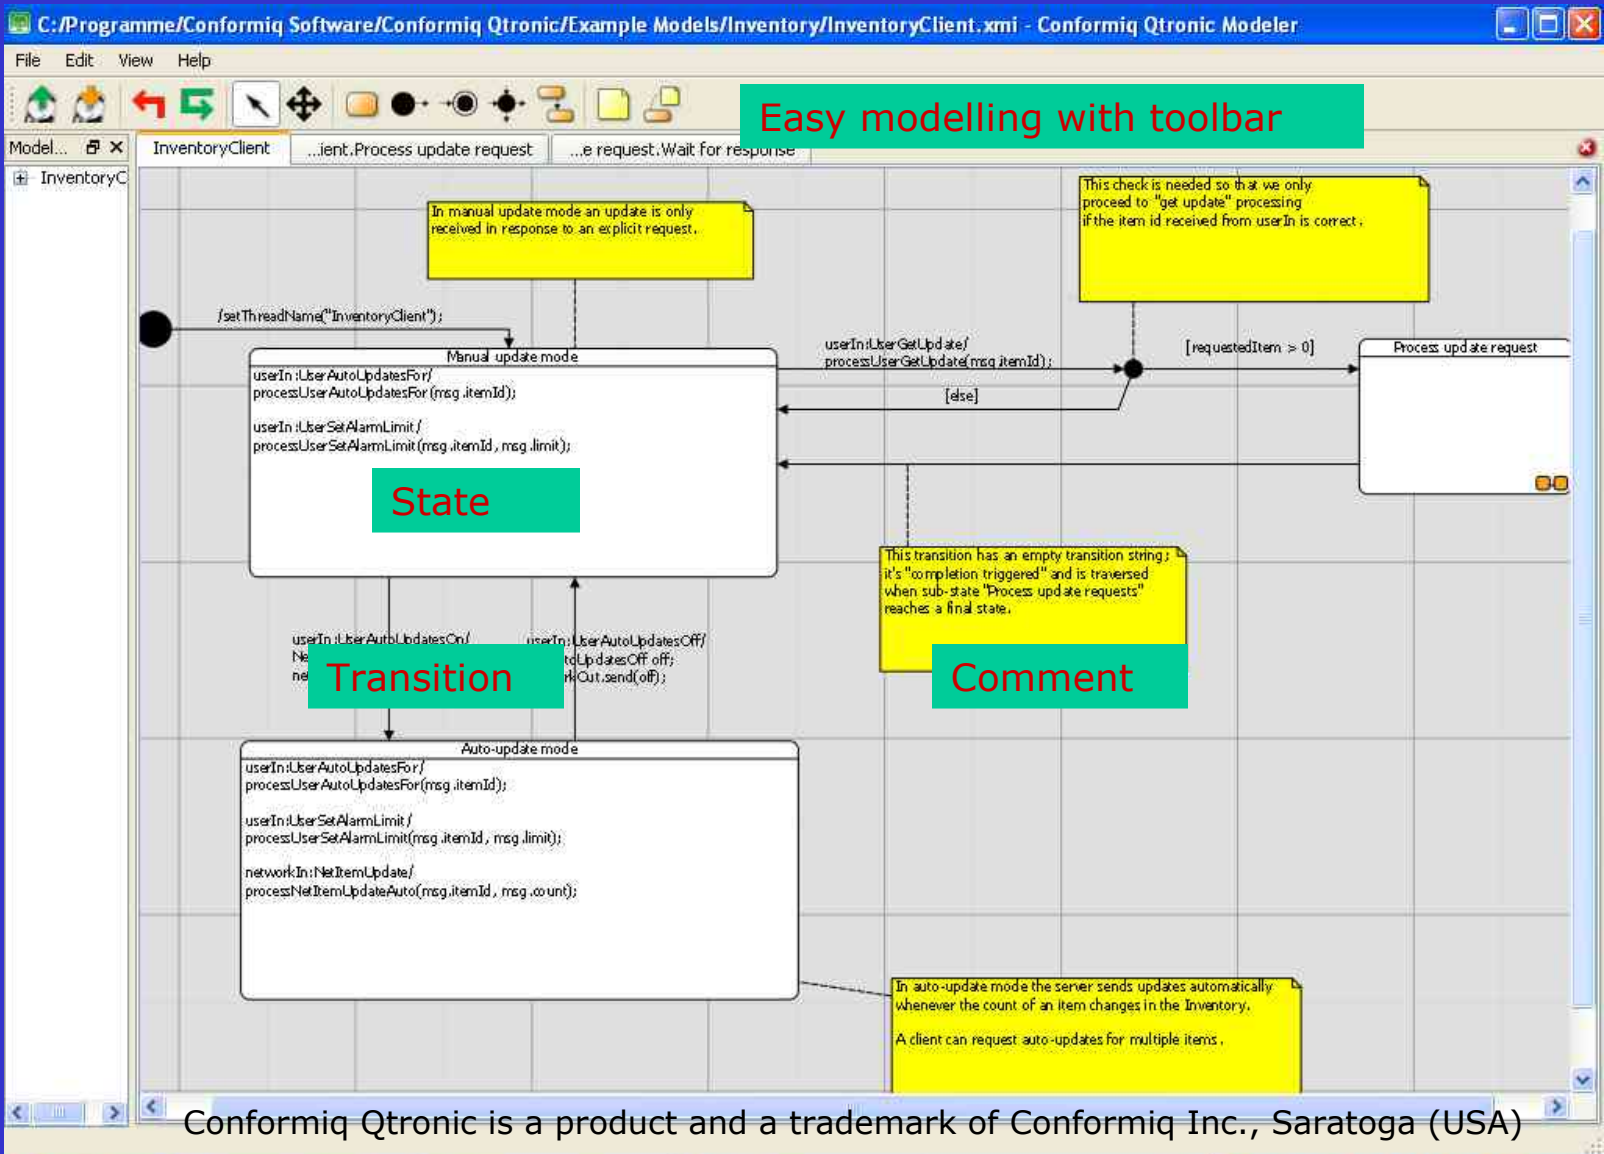 C:/Programme/Conformiq Software/Conformiq Qtronic/Example Models/Inventory/InventoryClient.xmi - Conformiq Qtronic Modeler
File Edit View Help
Easy modelling with toolbar
Model...
InventoryClient
...ient.Process update request
...e request.Wait for response
InventoryC
In manual update mode an update is only
received in response to an explicit request.
This check is needed so that we only
proceed to "get update" processing
if the item id received from userIn is correct.
/setThreadName("InventoryClient");
Manual update mode
userIn:UserAutoUpdatesFor/
processUserAutoUpdatesFor(msg.itemId);
userIn:UserSetAlarmLimit/
processUserSetAlarmLimit(msg.itemId, msg.limit);
State
userIn:UserGetUpdate/
processUserGetUpdate(msg.itemId);
[requestedItem > 0]
[else]
Process update request
This transition has an empty transition string;
it's "completion triggered" and is traversed
when sub-state "Process update requests"
reaches a final state.
Comment
userIn:UserAutoUpdatesOn/
Ne
ne
Transition
userIn:UserAutoUpdatesOff/
toUpdatesOff off;
rkOut.send(off);
Auto-update mode
userIn:UserAutoUpdatesFor/
processUserAutoUpdatesFor(msg.itemId);
userIn:UserSetAlarmLimit/
processUserSetAlarmLimit(msg.itemId, msg.limit);
networkIn:NetItemUpdate/
processNetItemUpdateAuto(msg.itemId, msg.count);
In auto-update mode the server sends updates automatically
whenever the count of an item changes in the Inventory.
A client can request auto-updates for multiple items.
Conformiq Qtronic is a product and a trademark of Conformiq Inc., Saratoga (USA)